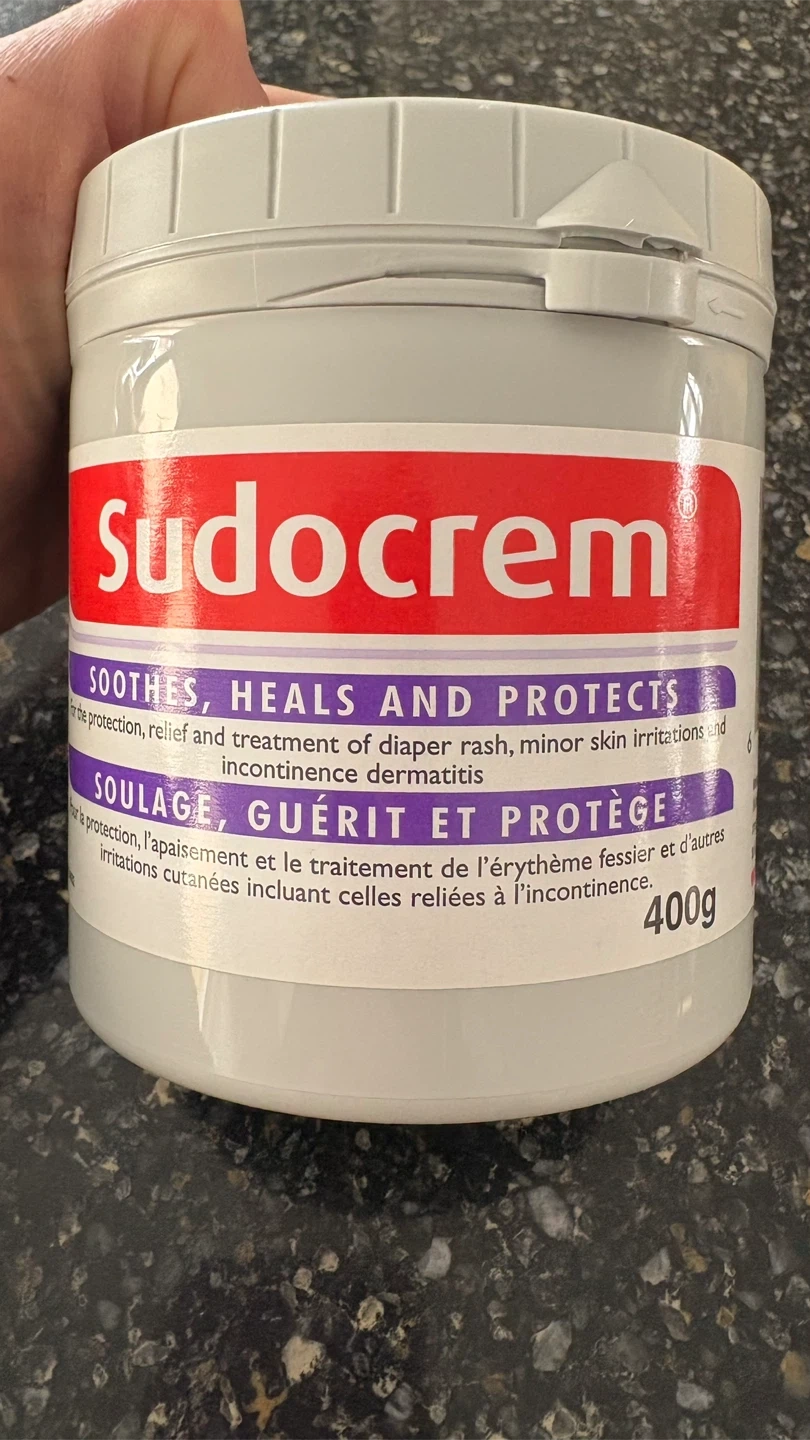 Sudocrem®
SOOTHES, HEALS AND PROTECTS
For the protection, relief and treatment of diaper rash, minor skin irritations and
incontinence dermatitis
SOULAGE, GUÉRIT ET PROTÈGE
la protection, l'apaisement et le traitement de l'érythème fessier et d'autres
irritations cutanées incluant celles reliées à l'incontinence.
400g